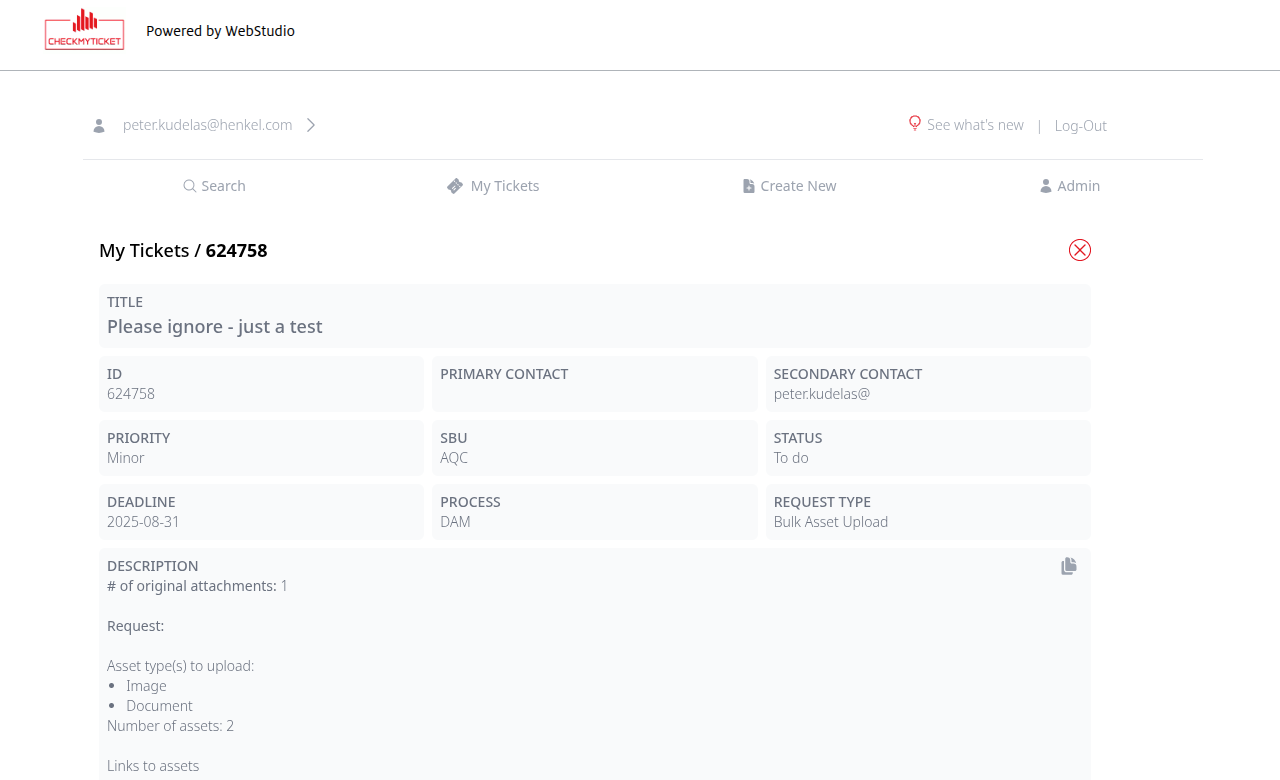 CHECKMYTICKET
Powered by WebStudio
peter.kudelas@henkel.com
See what's new | Log-Out
Search
My Tickets
Create New
Admin
My Tickets / 624758
TITLE
Please ignore - just a test
ID
624758
PRIMARY CONTACT
SECONDARY CONTACT
peter.kudelas@
PRIORITY
Minor
SBU
AQC
STATUS
To do
DEADLINE
2025-08-31
PROCESS
DAM
REQUEST TYPE
Bulk Asset Upload
DESCRIPTION
# of original attachments: 1
Request:
Asset type(s) to upload:
• Image
• Document
Number of assets: 2
Links to assets